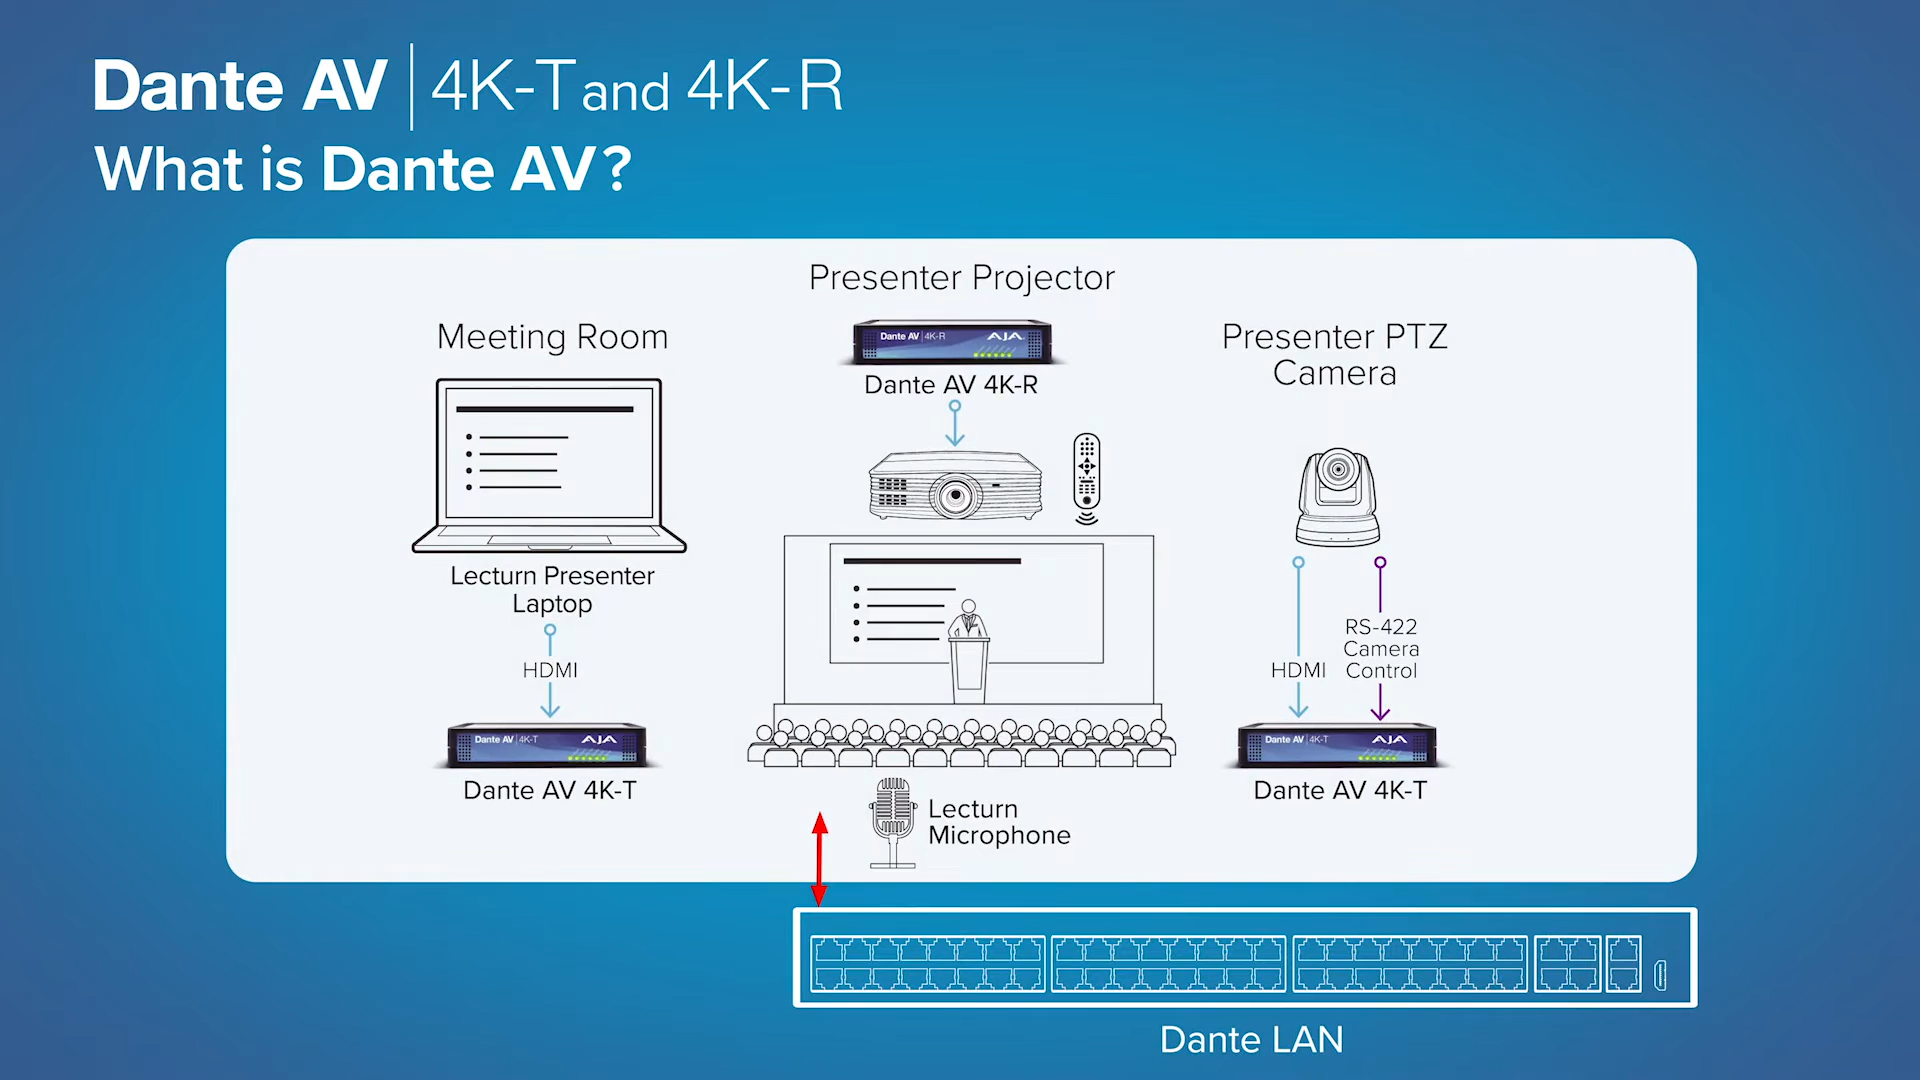 Dante AV | 4K-T and 4K-R
What is Dante AV?
Presenter Projector
Dante AV | 4K-R AJA
Dante AV 4K-R
Meeting Room
Lecturn Presenter
Laptop
HDMI
Dante AV | 4K-T AJA
Dante AV 4K-T
Lecturn
Microphone
Presenter PTZ
Camera
HDMI
RS-422
Camera
Control
Dante AV | 4K-T AJA
Dante AV 4K-T
Dante LAN